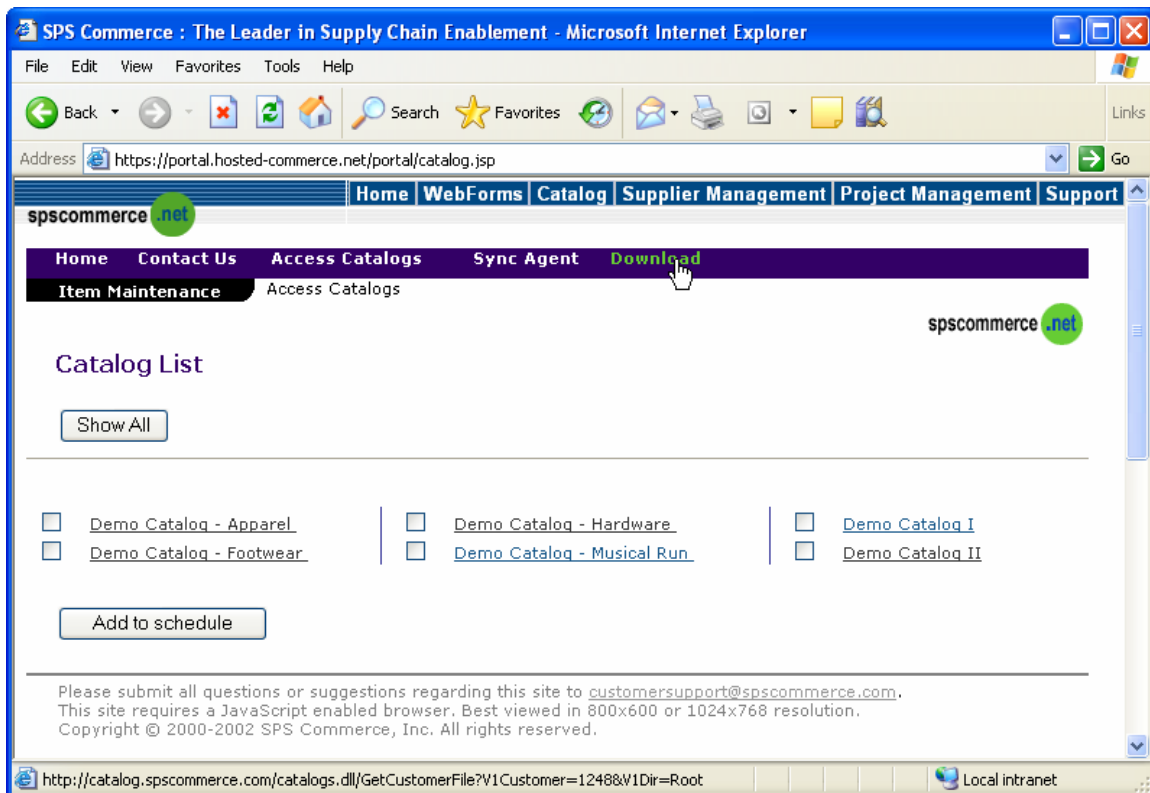 SPS Commerce : The Leader in Supply Chain Enablement - Microsoft Internet Explorer
File Edit View Favorites Tools Help
Back Search Favorites Links
Address https://portal.hosted-commerce.net/portal/catalog.jsp Go
Home | WebForms | Catalog | Supplier Management | Project Management | Support
spscommerce .net
Home Contact Us Access Catalogs Sync Agent Download
Item Maintenance Access Catalogs
spscommerce .net
Catalog List
Show All
Demo Catalog - Apparel Demo Catalog - Hardware Demo Catalog I
Demo Catalog - Footwear Demo Catalog - Musical Run Demo Catalog II
Add to schedule
Please submit all questions or suggestions regarding this site to customersupport@spscommerce.com.
This site requires a JavaScript enabled browser. Best viewed in 800x600 or 1024x768 resolution.
Copyright © 2000-2002 SPS Commerce, Inc. All rights reserved.
http://catalog.spscommerce.com/catalogs.dll/GetCustomerFile?V1Customer=1248&V1Dir=Root Local intranet